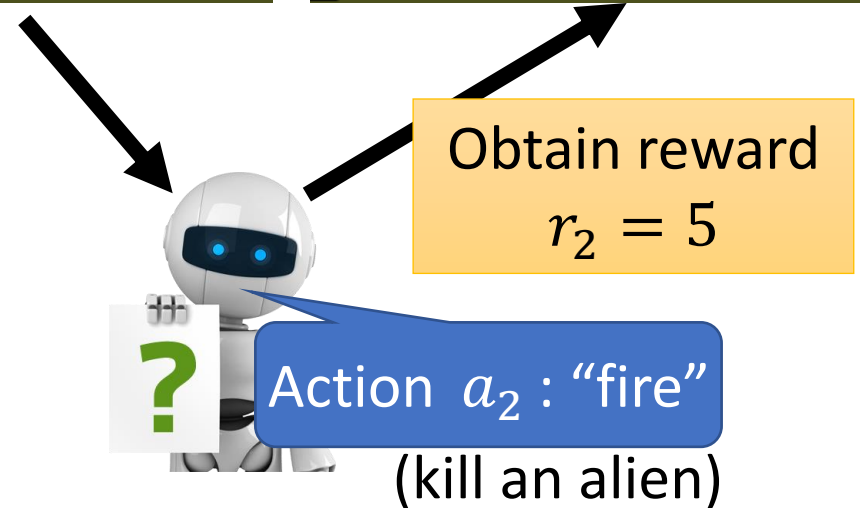 Obtain reward
r₂ = 5
?
Action a₂ : “fire”
(kill an alien)